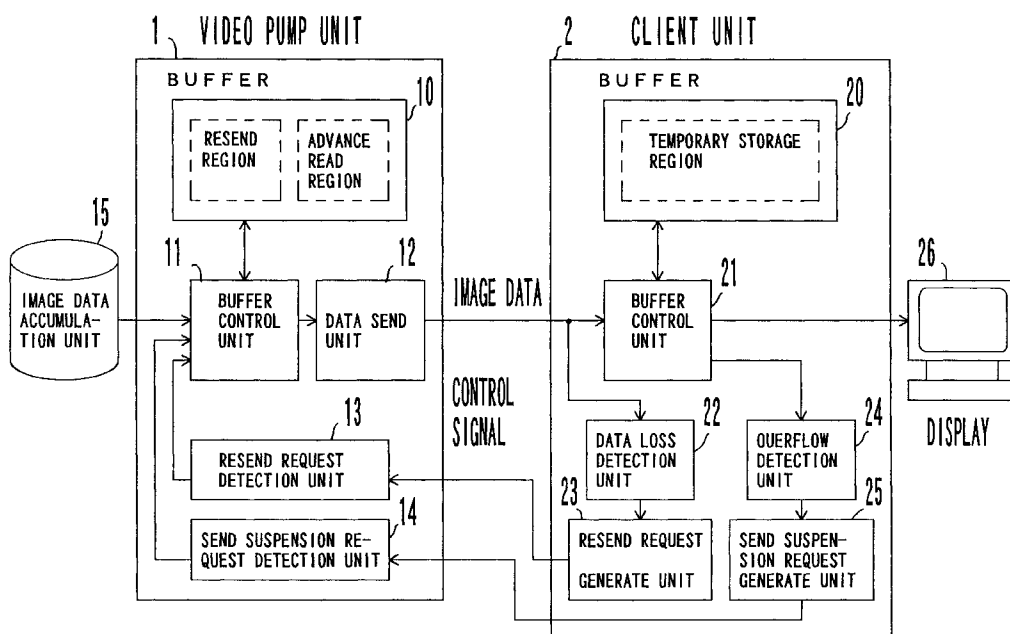 VIDEO PUMP UNIT
1
BUFFER
10
RESEND
REGION
ADVANCE
READ
REGION
15
IMAGE DATA
ACCUMULA-
TION UNIT
11
BUFFER
CONTROL
UNIT
12
DATA SEND
UNIT
13
RESEND REQUEST
DETECTION UNIT
14
SEND SUSPENSION RE-
QUEST DETECTION UNIT
IMAGE DATA
CONTROL
SIGNAL
CLIENT UNIT
2
BUFFER
20
TEMPORARY STORAGE
REGION
21
BUFFER
CONTROL
UNIT
22
DATA LOSS
DETECTION
UNIT
23
RESEND REQUEST
GENERATE UNIT
24
OUERFLOW
DETECTION
UNIT
25
SEND SUSPEN-
SION REQUEST
GENERATE UNIT
26
DISPLAY